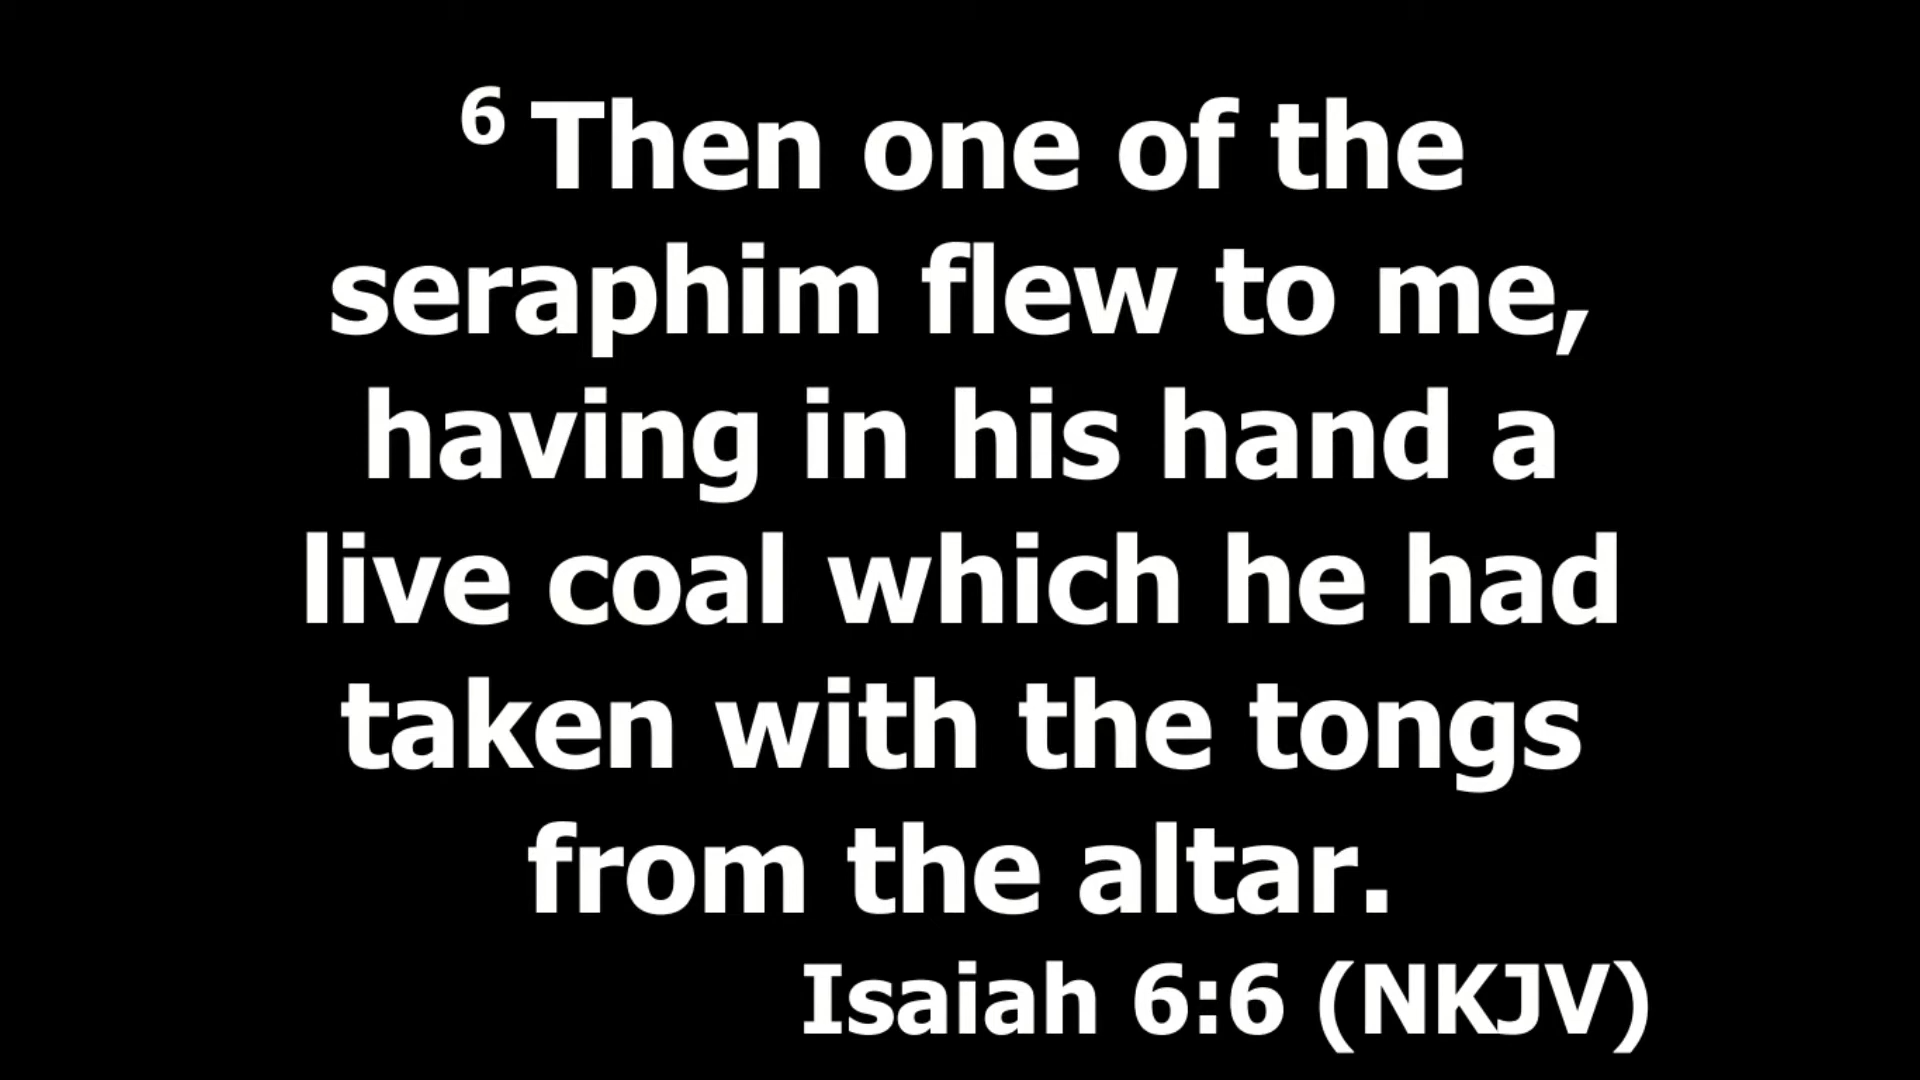 6 Then one of the
seraphim flew to me,
having in his hand a
live coal which he had
taken with the tongs
from the altar.
Isaiah 6:6 (NKJV)